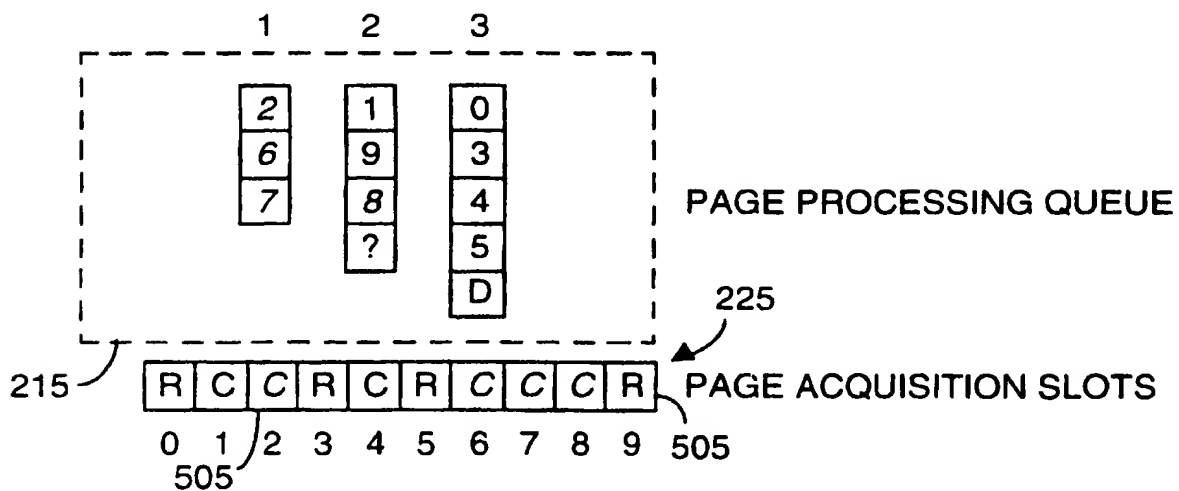 1 2 3
2 1 0
6 9 3
7 8 4
? 5
D
PAGE PROCESSING QUEUE
225
215
R C C R C R C C C R
PAGE ACQUISITION SLOTS
0 1 2 3 4 5 6 7 8 9
505
505